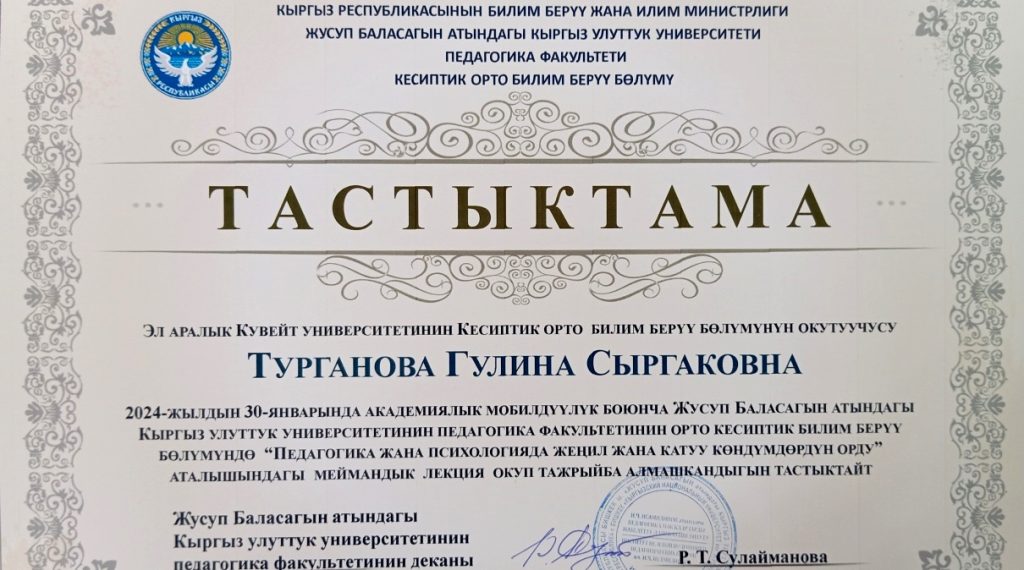 КЫРГЫЗ РЕСПУБЛИКАСЫНЫН БИЛИМ БЕРҮҮ ЖАНА ИЛИМ МИНИСТРЛИГИ
ЖУСУП БАЛАСАГЫН АТЫНДАГЫ КЫРГЫЗ УЛУТТУК УНИВЕРСИТЕТИ
ПЕДАГОГИКА ФАКУЛЬТЕТИ
КЕСИПТИК ОРТО БИЛИМ БЕРҮҮ БӨЛҮМҮ
КЫРГЫЗ
РЕСПУБЛИКАСЫ
ТАСТЫКТАМА
Эл аралык Кувейт университетинин Кесиптик орто билим берүү бөлүмүнүн окутуучусу
Турганова Гулина Сыргаковна
2024-жылдын 30-январында академиялык мобилдүүлүк боюнча Жусуп Баласагын атындагы
Кыргыз улуттук университетинин педагогика факультетинин орто кесиптик билим берүү
бөлүмүндө "Педагогика жана психологияда жеңил жана катуу көндүмдөрдүн орду"
аталышындагы меймандык лекция окуп тажрыйба алмашкандыгын тастыктайт
Жусуп Баласагын атындагы
Кыргыз улуттук университетинин
педагогика факультетинин деканы
Р. Т. Сулайманова